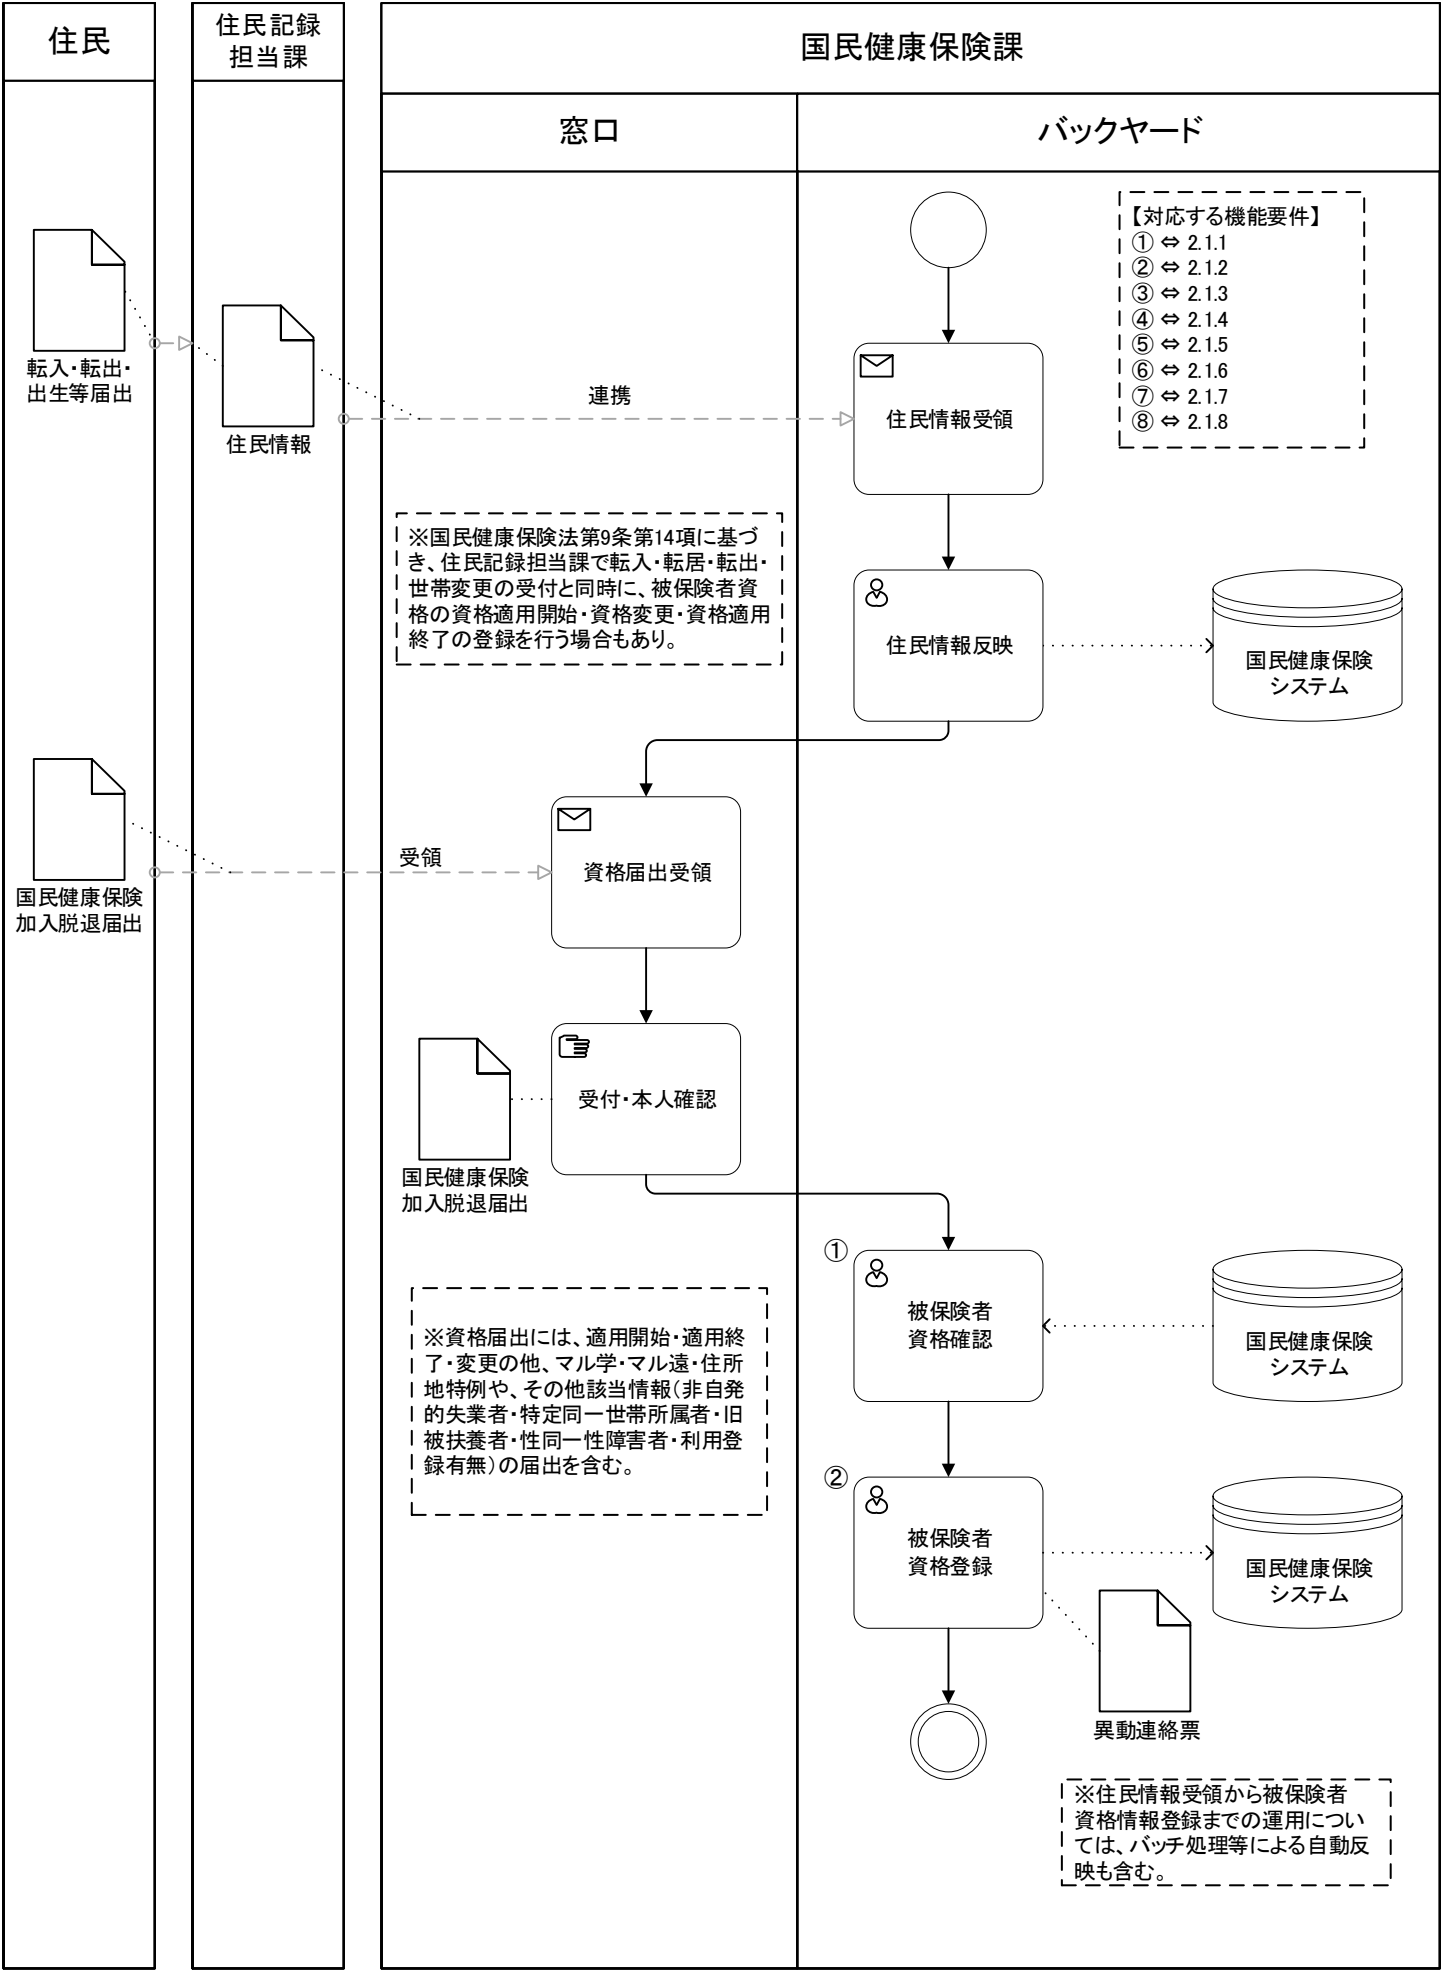 住民
住民記録
担当課
国民健康保険課
窓口
バックヤード
【対応する機能要件】
① ⇔ 2.1.1
② ⇔ 2.1.2
③ ⇔ 2.1.3
④ ⇔ 2.1.4
⑤ ⇔ 2.1.5
⑥ ⇔ 2.1.6
⑦ ⇔ 2.1.7
⑧ ⇔ 2.1.8
転入・転出・
出生等届出
住民情報
連携
住民情報受領
※国民健康保険法第9条第14項に基づ
き、住民記録担当課で転入・転居・転出・
世帯変更の受付と同時に、被保険者資
格の資格適用開始・資格変更・資格適用
終了の登録を行う場合もあり。
住民情報反映
国民健康保険
システム
国民健康保険
加入脱退届出
受領
資格届出受領
受付・本人確認
国民健康保険
加入脱退届出
①
被保険者
資格確認
国民健康保険
システム
※資格届出には、適用開始・適用終
了・変更の他、マル学・マル遠・住所
地特例や、その他該当情報（非自発
的失業者・特定同一世帯所属者・旧
被扶養者・性同一性障害者・利用登
録有無）の届出を含む。
②
被保険者
資格登録
国民健康保険
システム
異動連絡票
※住民情報受領から被保険者
資格情報登録までの運用につい
ては、バッチ処理等による自動反
映も含む。